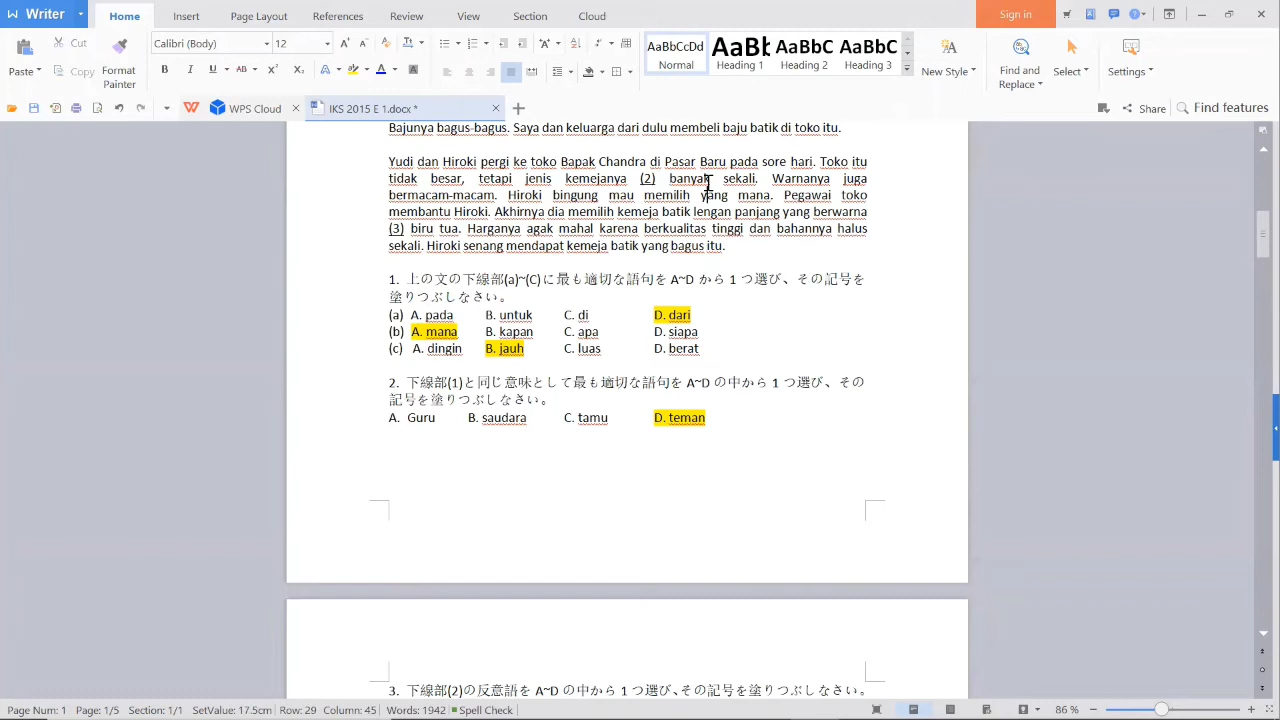 Writer
Home
Insert
Page Layout
References
Review
View
Section
Cloud
Sign in
Paste
Cut
Copy
Format
Painter
Calibri (Body)
12
AaBbCcDd
Normal
AaBb
Heading 1
AaBbC
Heading 2
AaBbC
Heading 3
New Style
Find and
Replace
Select
Settings
WPS Cloud
IKS 2015 E 1.docx *
Share
Find features
Bajunya bagus-bagus. Saya dan keluarga dari dulu membeli baju batik di toko itu.
Yudi dan Hiroki pergi ke toko Bapak Chandra di Pasar Baru pada sore hari. Toko itu
tidak besar, tetapi jenis kemejanya (2) banyak sekali. Warnanya juga
bermacam-macam. Hiroki bingung mau memilih yang mana. Pegawai toko
membantu Hiroki. Akhirnya dia memilih kemeja batik lengan panjang yang berwarna
(3) biru tua. Harganya agak mahal karena berkualitas tinggi dan bahannya halus
sekali. Hiroki senang mendapat kemeja batik yang bagus itu.
1. 上の文の下線部(a)~(C)に最も適切な語句を A~D から 1 つ選び、その記号を
塗りつぶしなさい。
(a) A. pada B. untuk C. di D. dari
(b) A. mana B. kapan C. apa D. siapa
(c) A. dingin B. jauh C. luas D. berat
2. 下線部(1)と同じ意味として最も適切な語句を A~D の中から 1 つ選び、その
記号を塗りつぶしなさい。
A. Guru B. saudara C. tamu D. teman
3. 下線部(2)の反意語を A~D の中から 1 つ選び、その記号を塗りつぶしなさい。
Page Num: 1 Page: 1/5 Section: 1/1 SetValue: 17.5cm Row: 29 Column: 45 Words: 1942 Spell Check
86 %